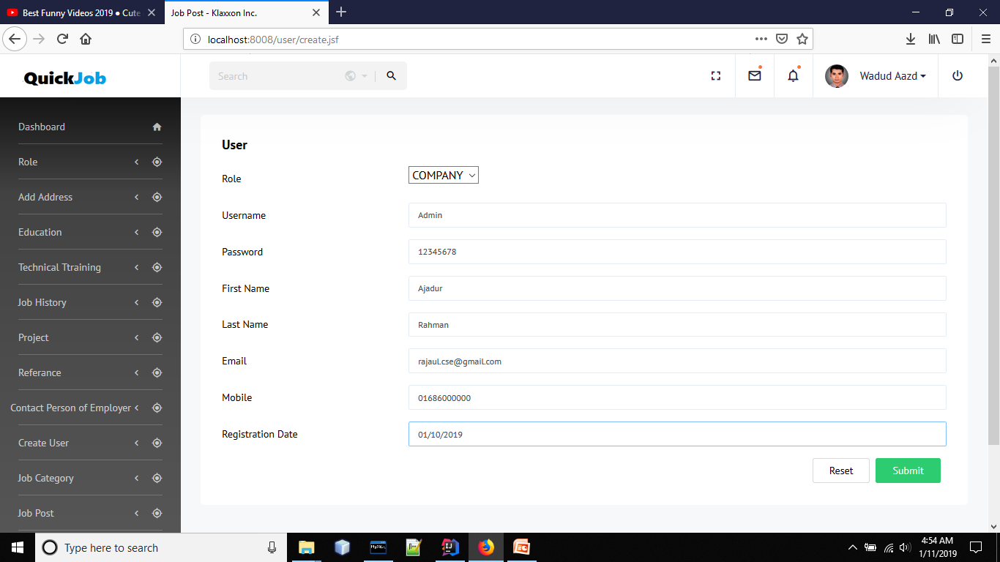 Best Funny Videos 2019 ● Cute
Job Post - Klaxxon Inc.
localhost:8008/user/create.jsf
QuickJob
Search
Wadud Aazd
Dashboard
Role
Add Address
Education
Technical Ttraining
Job History
Project
Referance
Contact Person of Employer
Create User
Job Category
Job Post
User
Role
COMPANY
Username
Admin
Password
12345678
First Name
Ajadur
Last Name
Rahman
Email
rajaul.cse@gmail.com
Mobile
01686000000
Registration Date
01/10/2019
Reset
Submit
Type here to search
4:54 AM
1/11/2019